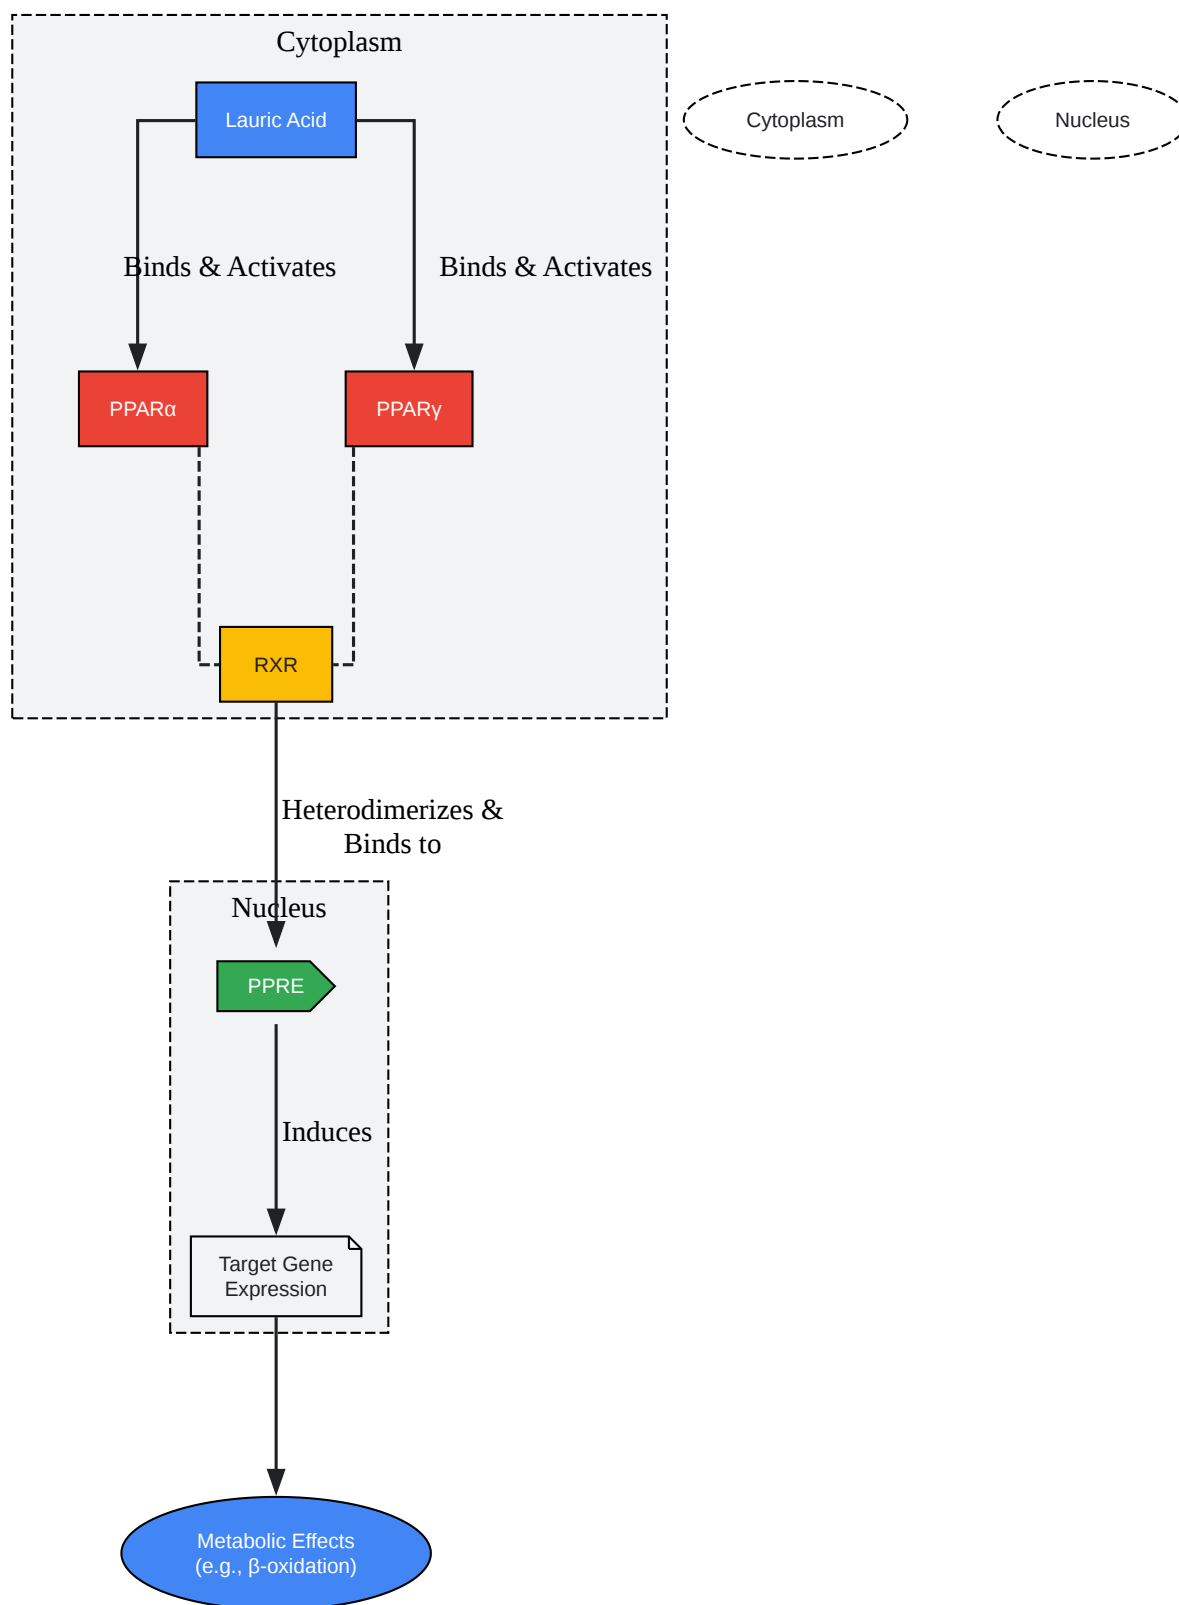 Cytoplasm
Lauric Acid
Cytoplasm
Nucleus
Binds & Activates
Binds & Activates
PPARα
PPARγ
RXR
Heterodimerizes &
Binds to
Nucleus
PPRE
Induces
Target Gene
Expression
Metabolic Effects
(e.g., β-oxidation)